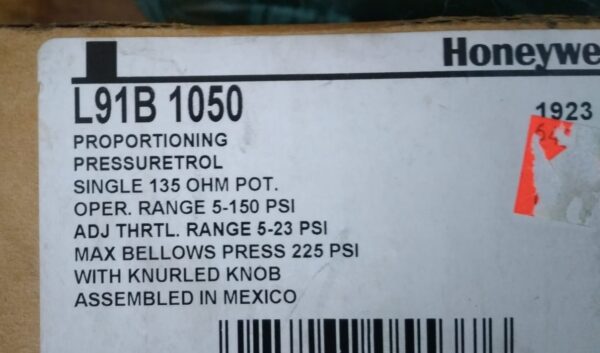 Honeywe
L91B 1050
1923
PROPORTIONING
PRESSURETROL
SINGLE 135 OHM POT.
OPER. RANGE 5-150 PSI
ADJ THRTL. RANGE 5-23 PSI
MAX BELLOWS PRESS 225 PSI
WITH KNURLED KNOB
ASSEMBLED IN MEXICO